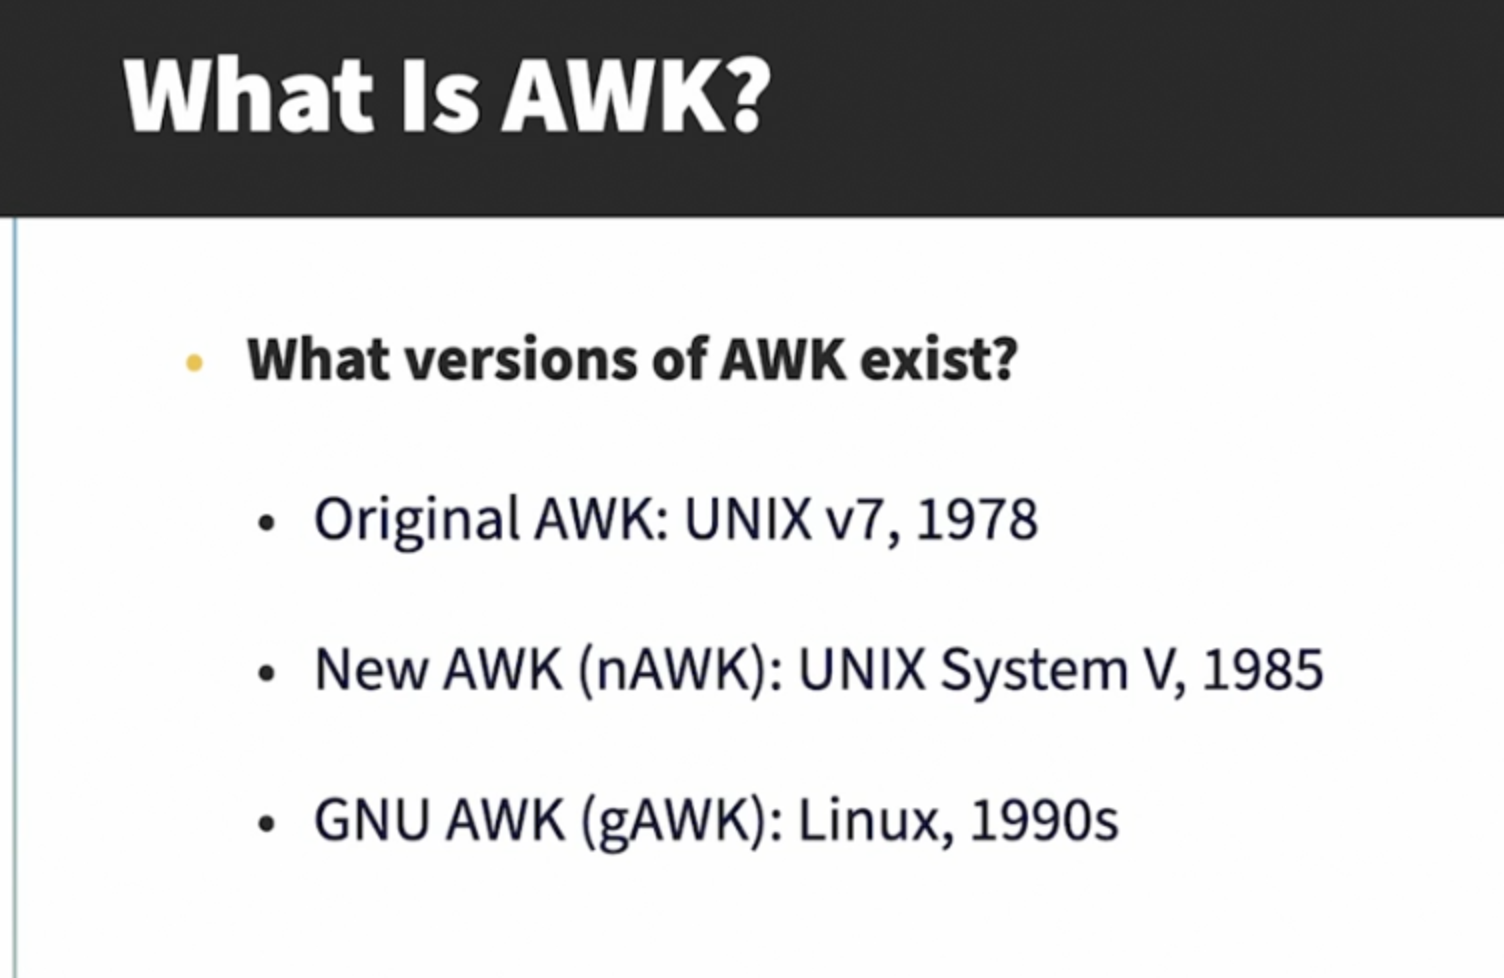 What Is AWK?
• What versions of AWK exist?
• Original AWK: UNIX v7, 1978
• New AWK (nAWK): UNIX System V, 1985
• GNU AWK (gAWK): Linux, 1990s